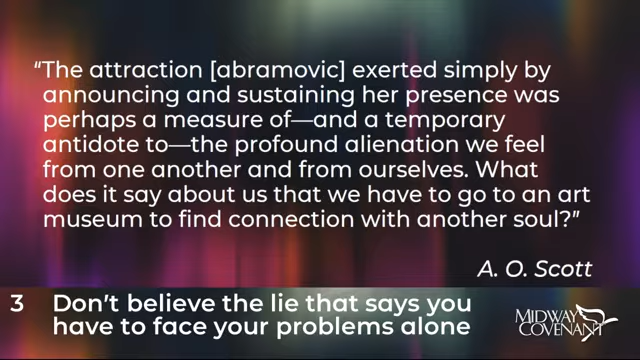 “The attraction [abramovic] exerted simply by
announcing and sustaining her presence was
perhaps a measure of—and a temporary
antidote to—the profound alienation we feel
from one another and from ourselves. What
does it say about us that we have to go to an art
museum to find connection with another soul?”
A. O. Scott
3 Don’t believe the lie that says you
have to face your problems alone
MIDWAY
COVENANT